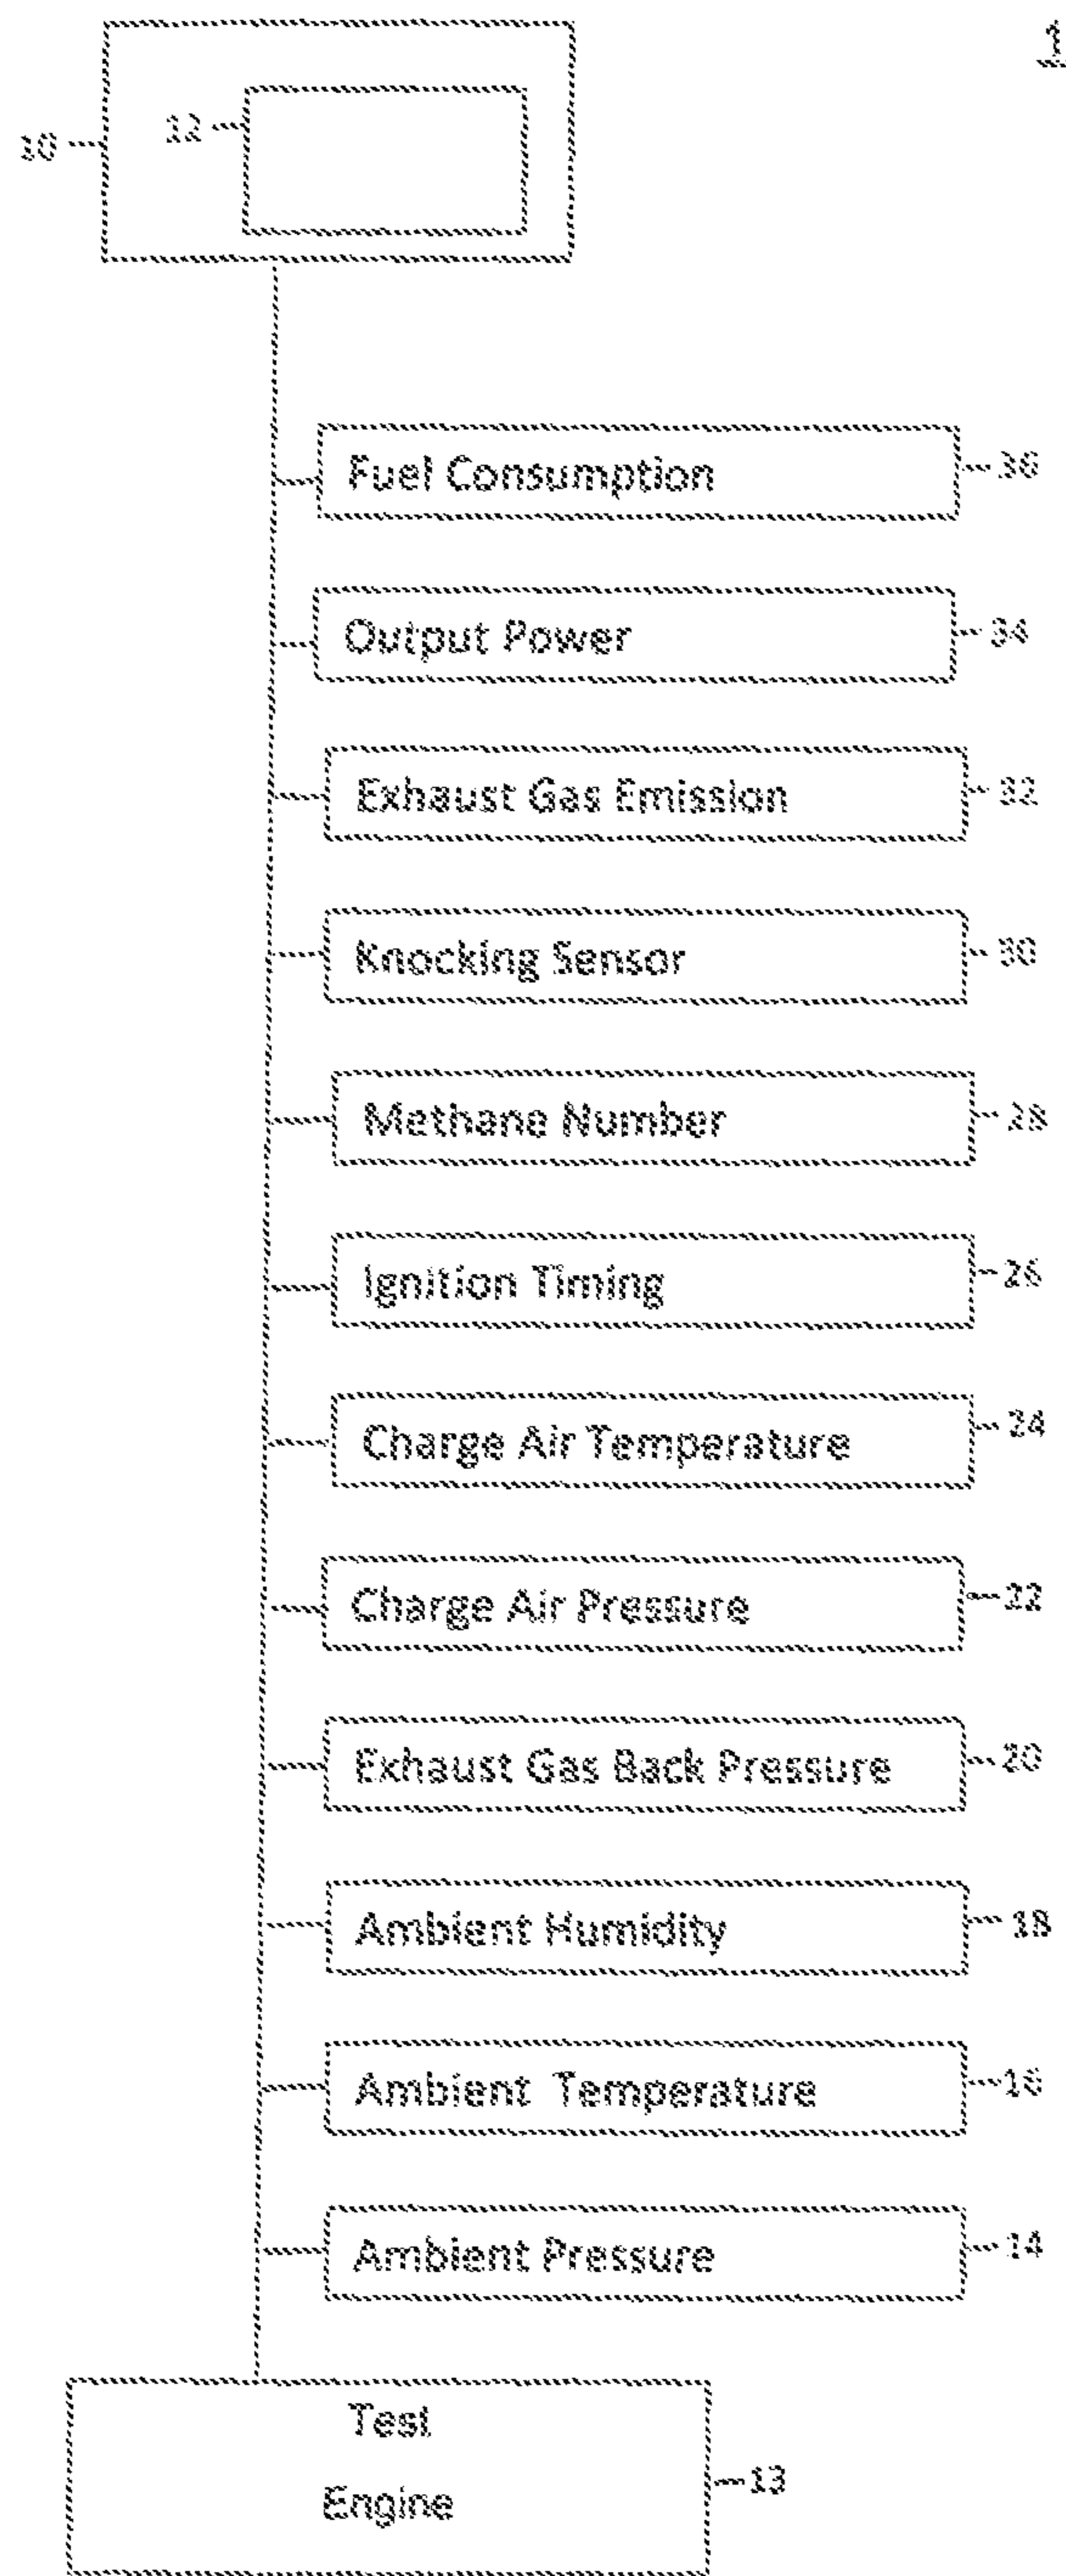 1
10
12
Fuel Consumption 36
Output Power 34
Exhaust Gas Emission 32
Knocking Sensor 30
Methane Number 28
Ignition Timing 26
Charge Air Temperature 24
Charge Air Pressure 22
Exhaust Gas Back Pressure 20
Ambient Humidity 18
Ambient Temperature 16
Ambient Pressure 14
Test
Engine
13